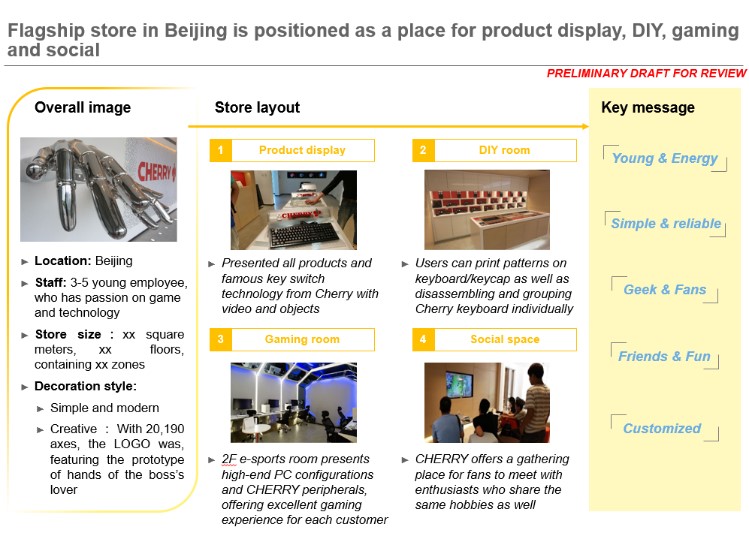 Flagship store in Beijing is positioned as a place for product display, DIY, gaming
and social
PRELIMINARY DRAFT FOR REVIEW
Overall image
CHERRY
Location: Beijing
Staff: 3-5 young employee,
who has passion on game
and technology
Store size : xx square
meters, xx floors,
containing xx zones
Decoration style:
Simple and modern
Creative : With 20,190
axes, the LOGO was,
featuring the prototype
of hands of the boss's
lover
Store layout
1 Product display
CHERRY
Presented all products and
famous key switch
technology from Cherry with
video and objects
2 DIY room
Users can print patterns on
keyboard/keycap as well as
disassembling and grouping
Cherry keyboard individually
3 Gaming room
2F e-sports room presents
high-end PC configurations
and CHERRY peripherals,
offering excellent gaming
experience for each customer
4 Social space
CHERRY offers a gathering
place for fans to meet with
enthusiasts who share the
same hobbies as well
Key message
Young & Energy
Simple & reliable
Geek & Fans
Friends & Fun
Customized